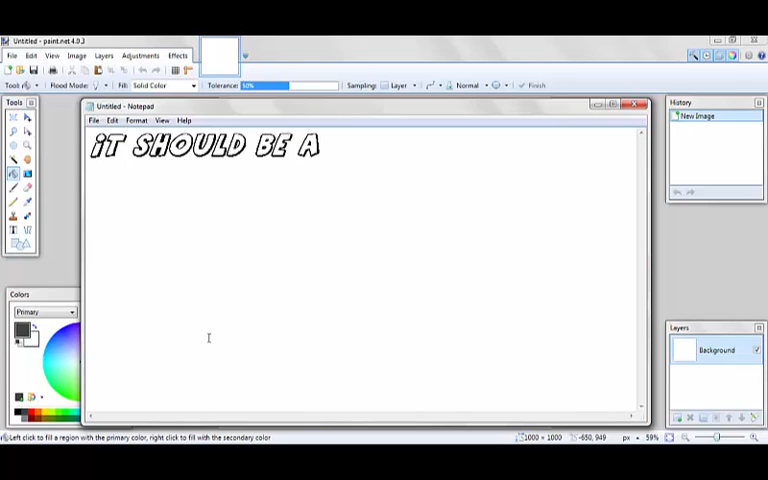 Untitled - paint.net 4.0.3
File Edit View Image Layers Adjustments Effects
Tool: Flood Mode: Fill: Solid Color Tolerance: 50% Sampling: Layer Normal Finish
Tools
Untitled - Notepad
File Edit Format View Help
IT SHOULD BE A
History
New Image
Colors
Primary
Layers
Background
Left click to fill a region with the primary color, right click to fill with the secondary color
1000 × 1000
-650, 949
px
59%